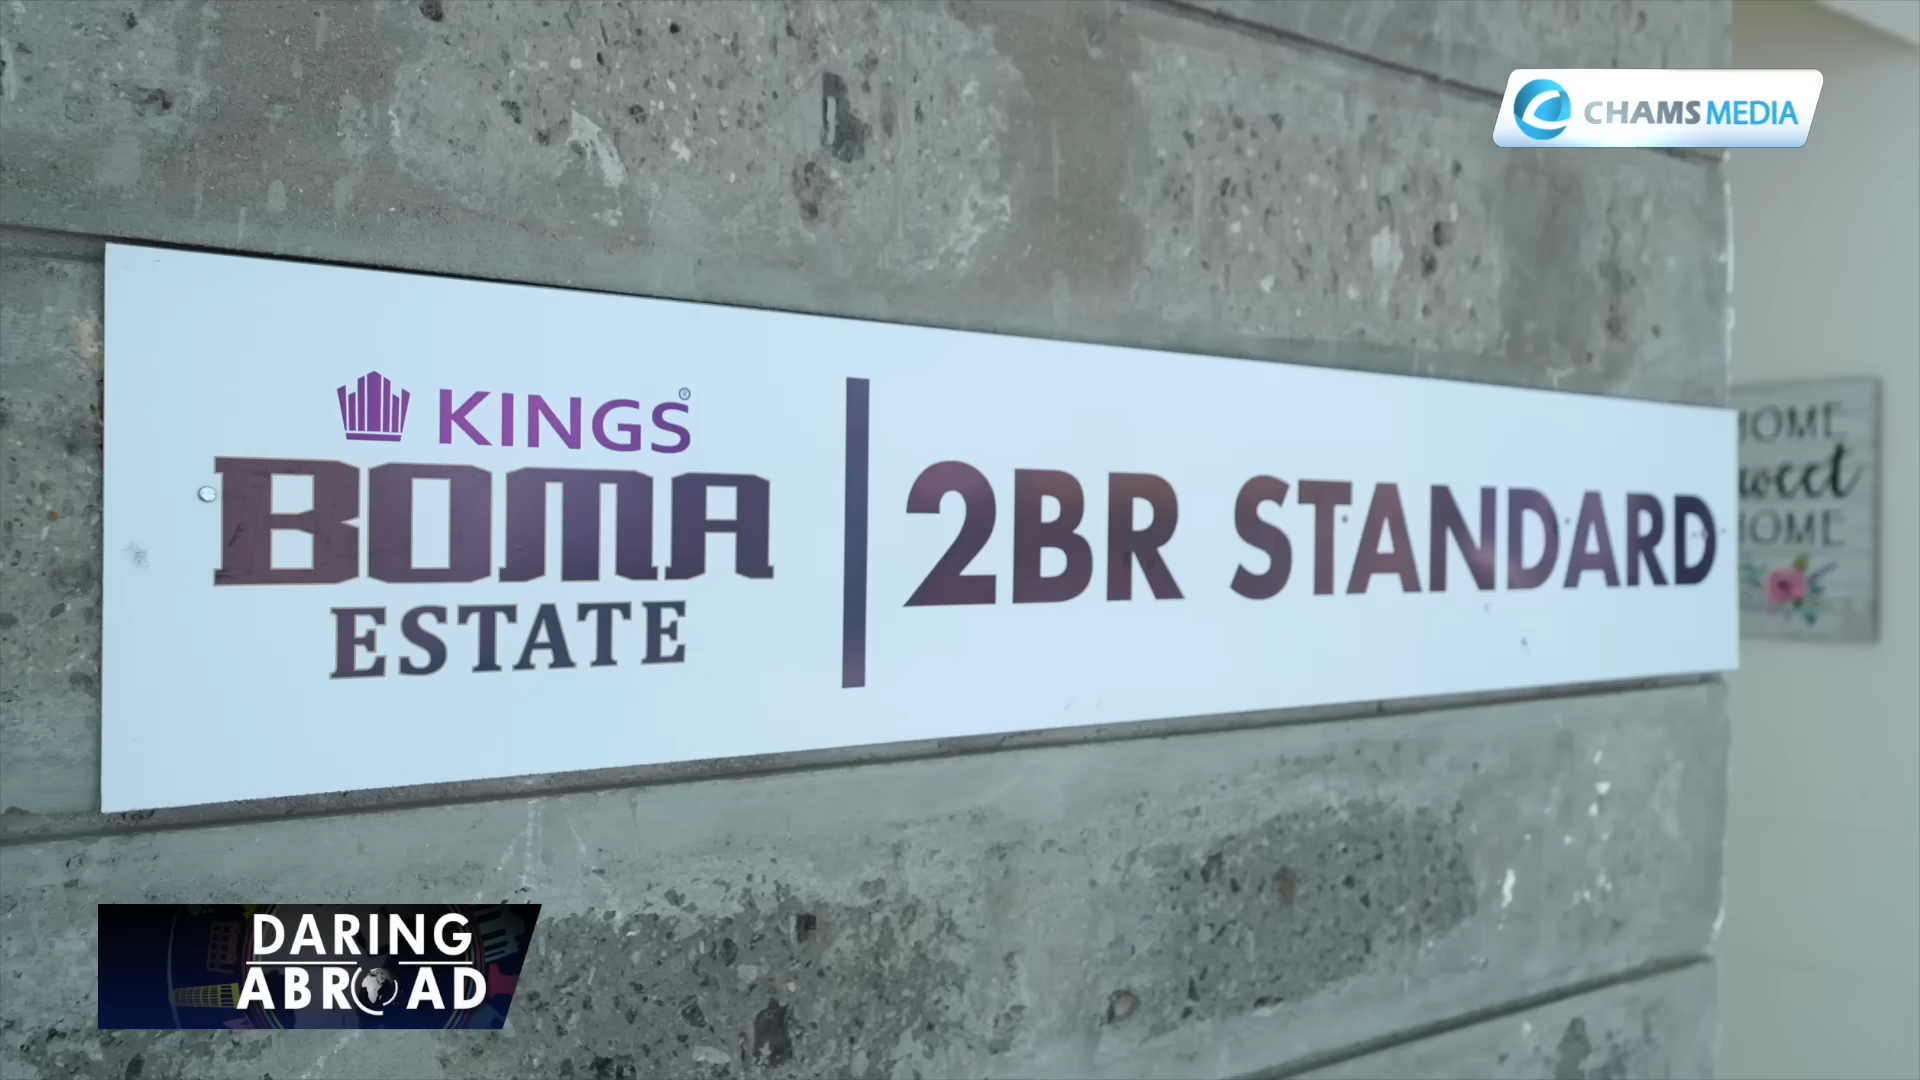 CHAMS MEDIA
KINGS®
BOMA
ESTATE
2BR STANDARD
HOME
sweet
HOME
DARING
ABROAD